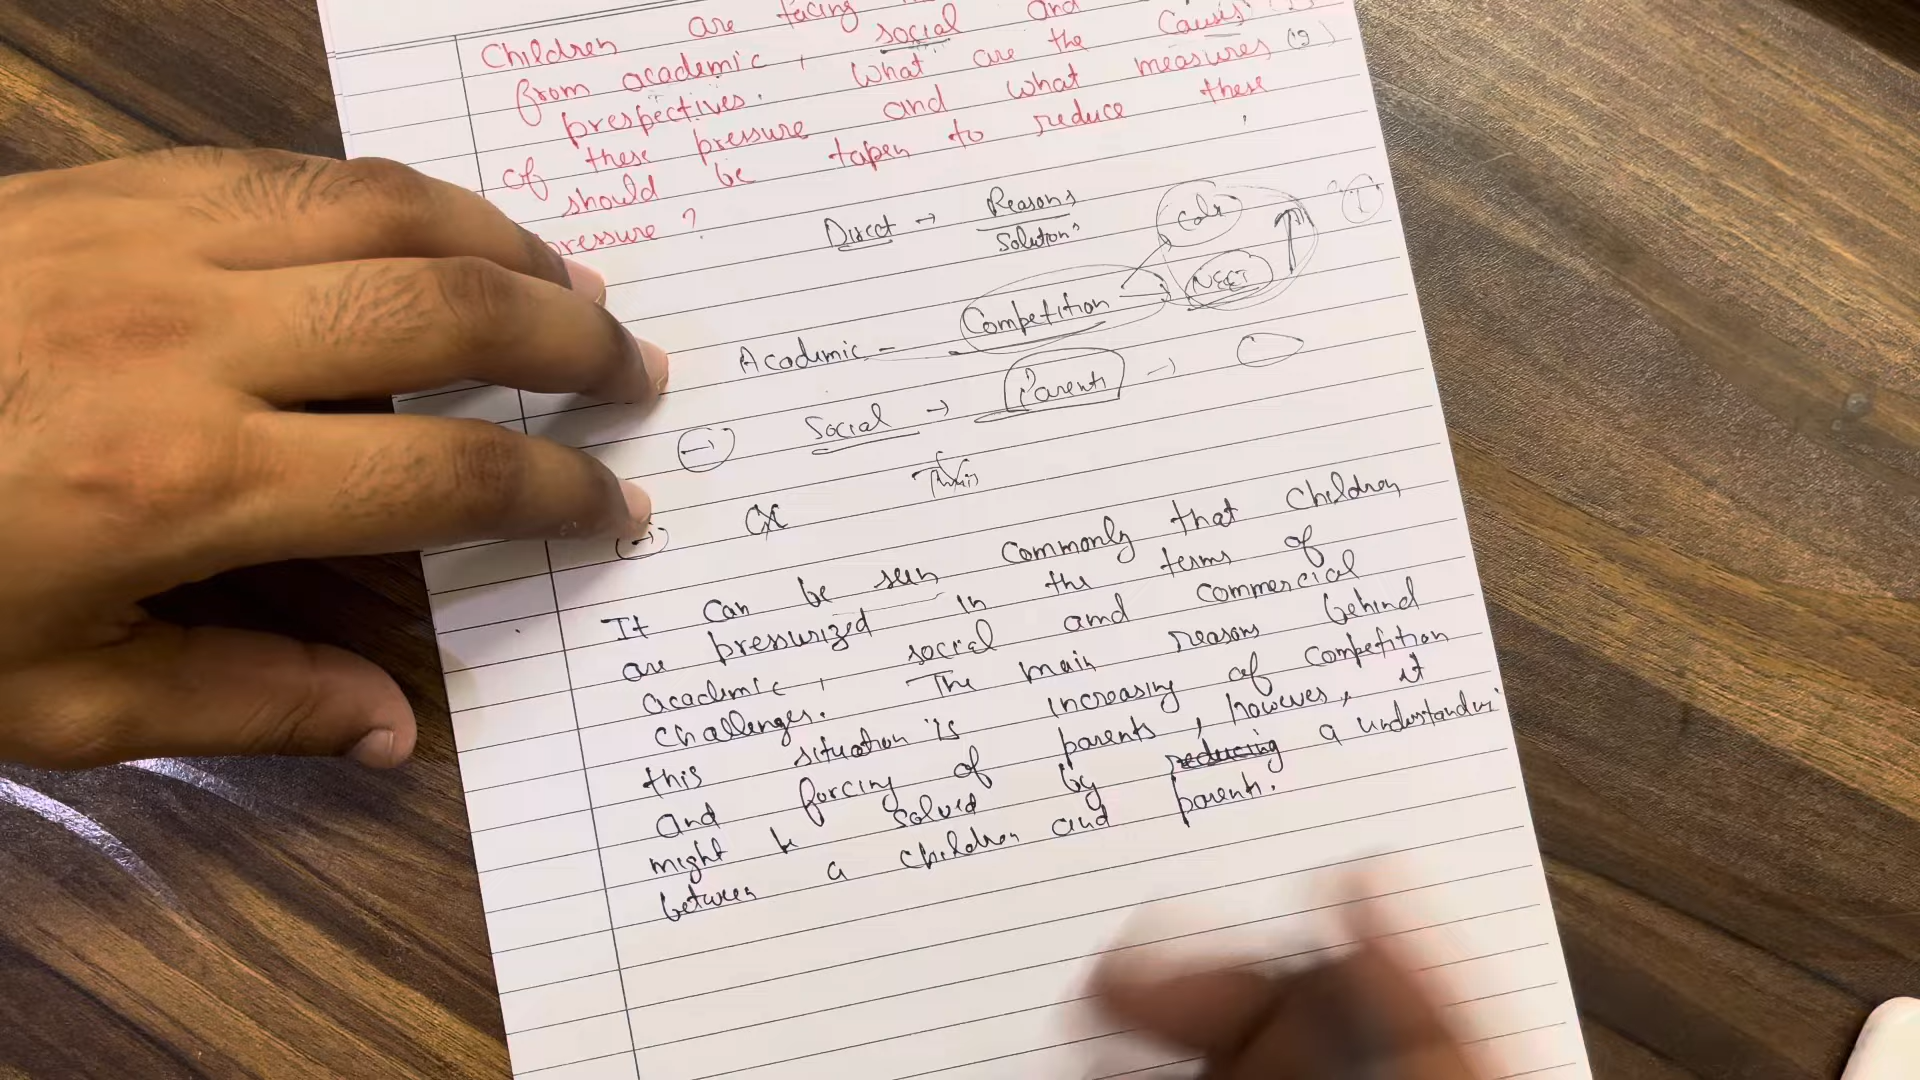 Children are facing
from academic, social and
prespectives. What are the causes
of these pressure and what measures (2)
should be tapen to reduce these
pressure ?
Direct → Reasons
Solutions
Academic - Competition
NEET
→ Social → Parents →
It can be seen commonly that children
are pressurized in the terms of
academic, social and commercial
challenges. The main reasons behind
this situation is increasing of competition
and forcing of parents, however, it
might be solved by reducing a understanding
between a children and parents.